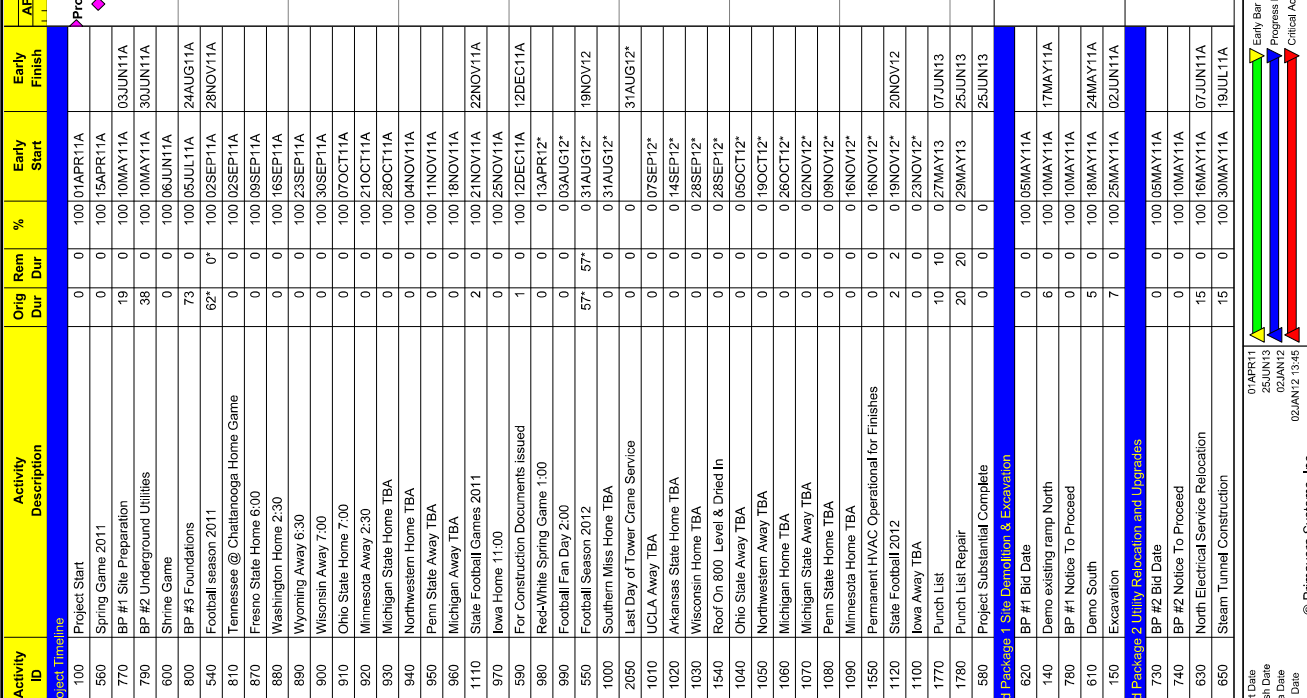 Activity ID Activity Description Orig Dur Rem Dur % Early Start Early Finish
oject Timeline
100 Project Start 0 0 100 01APR11A
560 Spring Game 2011 0 0 100 15APR11A
770 BP #1 Site Preparation 19 0 100 10MAY11A 03JUN11A
790 BP #2 Underground Utilities 38 0 100 10MAY11A 30JUN11A
600 Shrine Game 0 0 100 06JUN11A
800 BP #3 Foundations 73 0 100 05JUL11A 24AUG11A
540 Football season 2011 62* 0* 100 02SEP11A 28NOV11A
810 Tennessee @ Chattanooga Home Game 0 0 100 02SEP11A
870 Fresno State Home 6:00 0 0 100 09SEP11A
880 Washington Home 2:30 0 0 100 16SEP11A
890 Wyoming Away 6:30 0 0 100 23SEP11A
900 Wisonsin Away 7:00 0 0 100 30SEP11A
910 Ohio State Home 7:00 0 0 100 07OCT11A
920 Minnesota Away 2:30 0 0 100 21OCT11A
930 Michigan State Home TBA 0 0 100 28OCT11A
940 Northwestern Home TBA 0 0 100 04NOV11A
950 Penn State Away TBA 0 0 100 11NOV11A
960 Michigan Away TBA 0 0 100 18NOV11A
1110 State Football Games 2011 2 0 100 21NOV11A 22NOV11A
970 Iowa Home 11:00 0 0 100 25NOV11A
590 For Construction Documents issued 1 0 100 12DEC11A 12DEC11A
980 Red-White Spring Game 1:00 0 0 0 13APR12*
990 Football Fan Day 2:00 0 0 0 03AUG12*
550 Football Season 2012 57* 57* 0 31AUG12* 19NOV12
1000 Southern Miss Home TBA 0 0 0 31AUG12*
2050 Last Day of Tower Crane Service 0 0 0 31AUG12*
1010 UCLA Away TBA 0 0 0 07SEP12*
1020 Arkansas State Home TBA 0 0 0 14SEP12*
1030 Wisconsin Home TBA 0 0 0 28SEP12*
1540 Roof On 800 Level & Dried In 0 0 0 28SEP12*
1040 Ohio State Away TBA 0 0 0 05OCT12*
1050 Northwestern Away TBA 0 0 0 19OCT12*
1060 Michigan Home TBA 0 0 0 26OCT12*
1070 Michigan State Away TBA 0 0 0 02NOV12*
1080 Penn State Home TBA 0 0 0 09NOV12*
1090 Minnesota Home TBA 0 0 0 16NOV12*
1550 Permanent HVAC Operational for Finishes 0 0 0 16NOV12*
1120 State Football 2012 2 2 0 19NOV12* 20NOV12
1100 Iowa Away TBA 0 0 0 23NOV12*
1770 Punch List 10 10 0 27MAY13 07JUN13
1780 Punch List Repair 20 20 0 29MAY13 25JUN13
580 Project Substantial Complete 0 0 0 25JUN13
d Package 1 Site Demoltion & Excavation
620 BP #1 Bid Date 0 0 100 05MAY11A
140 Demo existing ramp North 6 0 100 10MAY11A 17MAY11A
780 BP #1 Notice To Proceed 0 0 100 10MAY11A
610 Demo South 5 0 100 18MAY11A 24MAY11A
150 Excavation 7 0 100 25MAY11A 02JUN11A
d Package 2 Utility Relocation and Upgrades
730 BP #2 Bid Date 0 0 100 05MAY11A
740 BP #2 Notice To Proceed 0 0 100 10MAY11A
630 North Electrical Service Relocation 15 0 100 16MAY11A 07JUN11A
650 Steam Tunnel Construction 15 0 100 30MAY11A 19JUL11A
Pro
t Date 01APR11 Early Bar
sh Date 25JUN13 Progress
a Date 02JAN12 Critical Ac
Date 02JAN12 13:45